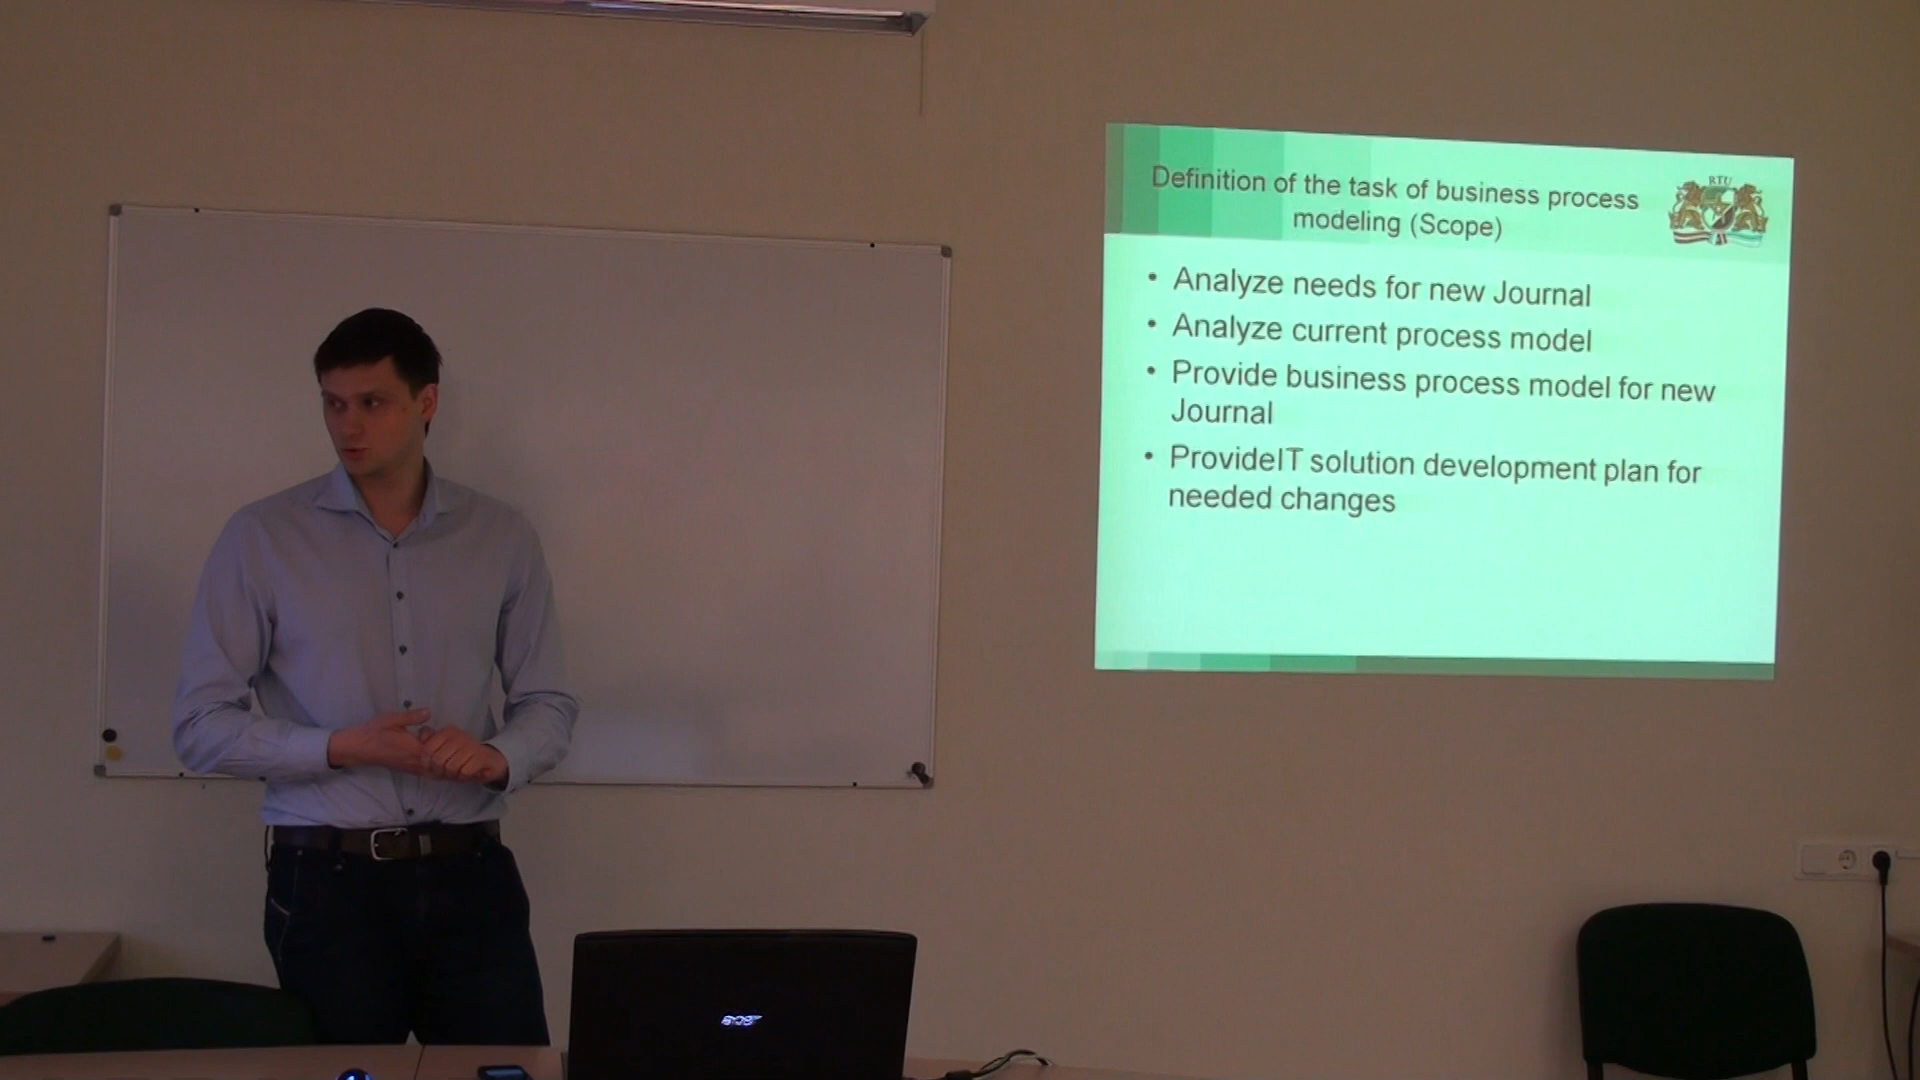 Definition of the task of business process
modeling (Scope)
RTU
• Analyze needs for new Journal
• Analyze current process model
• Provide business process model for new
Journal
• ProvideIT solution development plan for
needed changes
acer